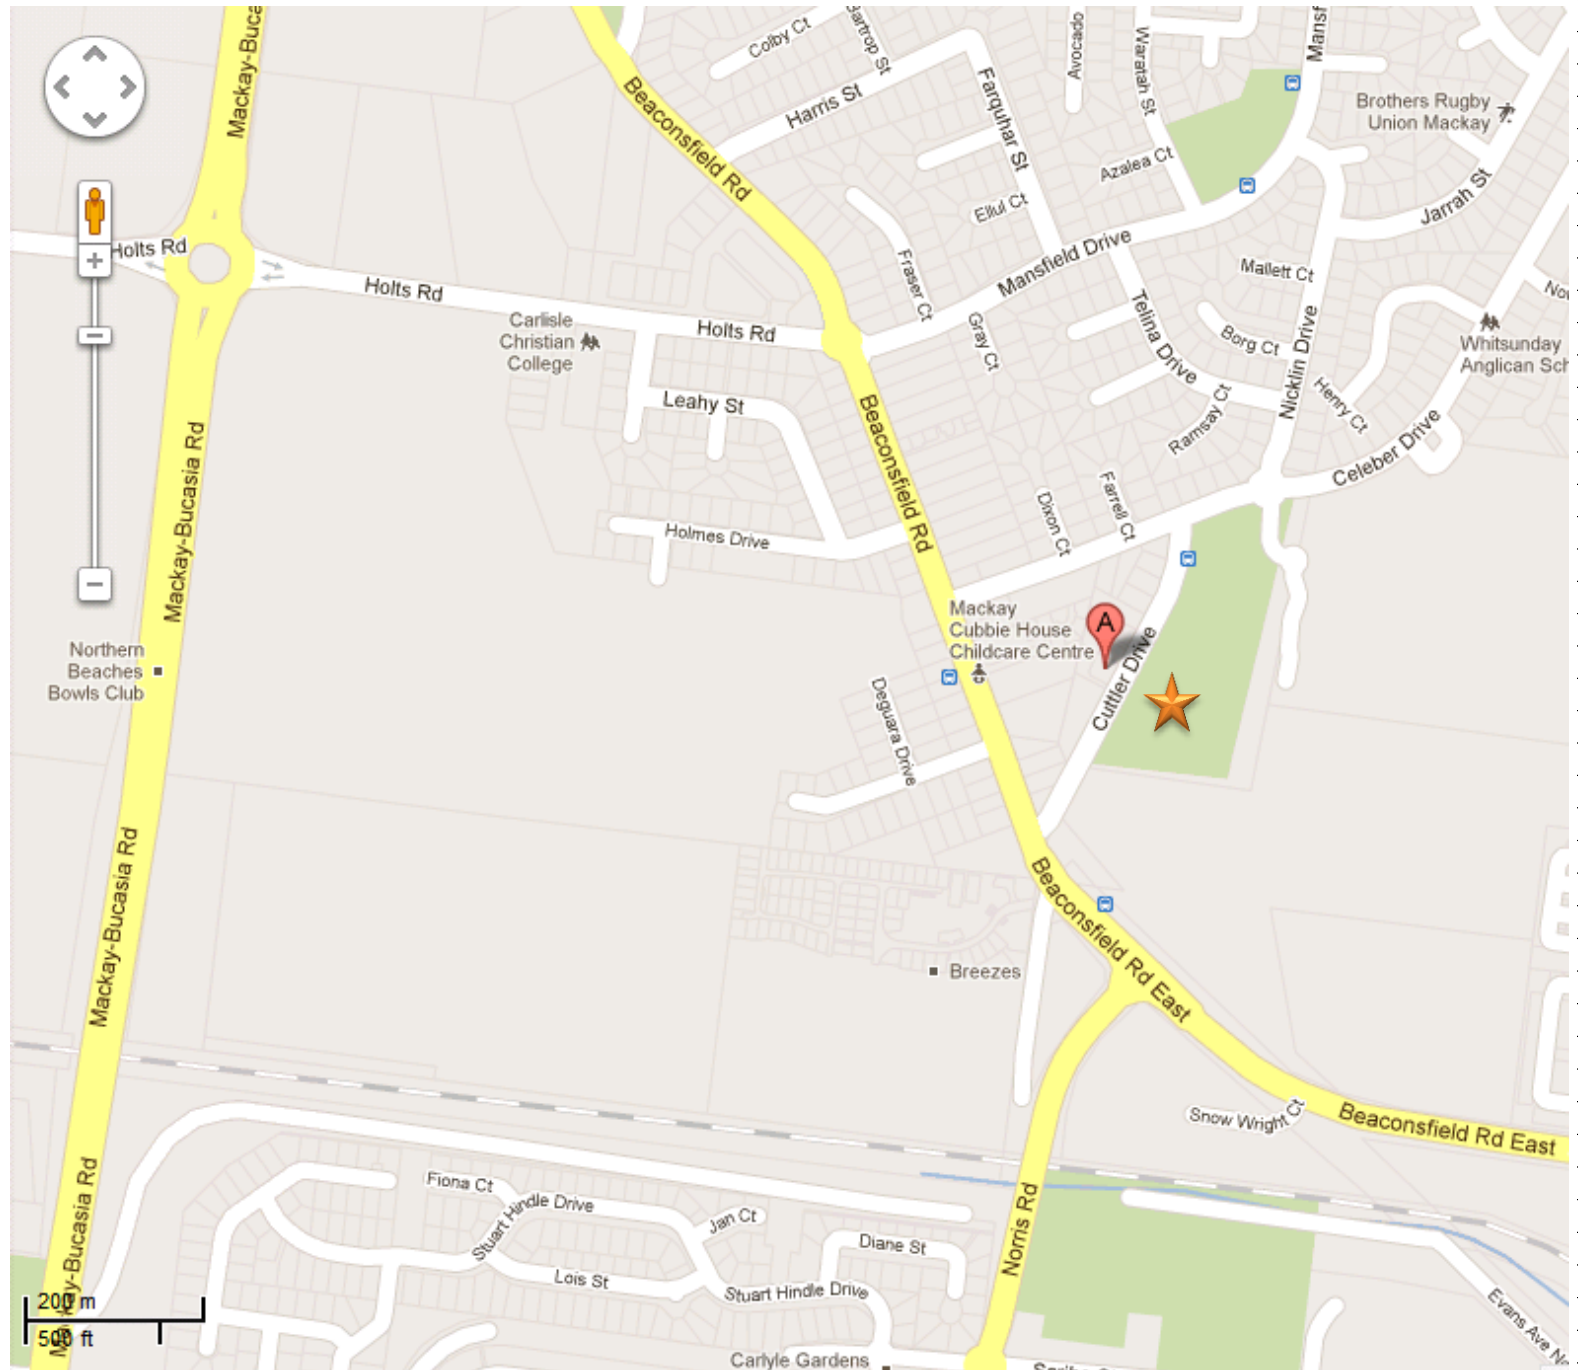 Mackay-Buca
Colby Ct
Bartrop St
Avocado
Waratah St
Mansf
Beaconsfield Rd
Harris St
Farquhar St
Brothers Rugby
Union Mackay
Azalea Ct
Ellul Ct
Jarrah St
Holts Rd
Mansfield Drive
Fraser Ct
Mallett Ct
Holts Rd
Nov
Carlisle
Christian
College
Holts Rd
Gray Ct
Telina Drive
Borg Ct
Nicklin Drive
Whitsunday
Anglican Sch
Leahy St
Beaconsfield Rd
Ramsay Ct
Henry Ct
Celeber Drive
Mackay-Bucasia Rd
Holmes Drive
Dixon Ct
Farrell Ct
Mackay
Cubbie House
Childcare Centre
A
Northern
Beaches
Bowls Club
Cuttler Drive
Deguara Drive
Mackay-Bucasia Rd
Beaconsfield Rd East
Breezes
Snow Wright Ct
Beaconsfield Rd East
Mackay-Bucasia Rd
Fiona Ct
Stuart Hindle Drive
Jan Ct
Diane St
Norris Rd
Lois St
Stuart Hindle Drive
200 m
500 ft
Evans Ave No
Carlyle Gardens